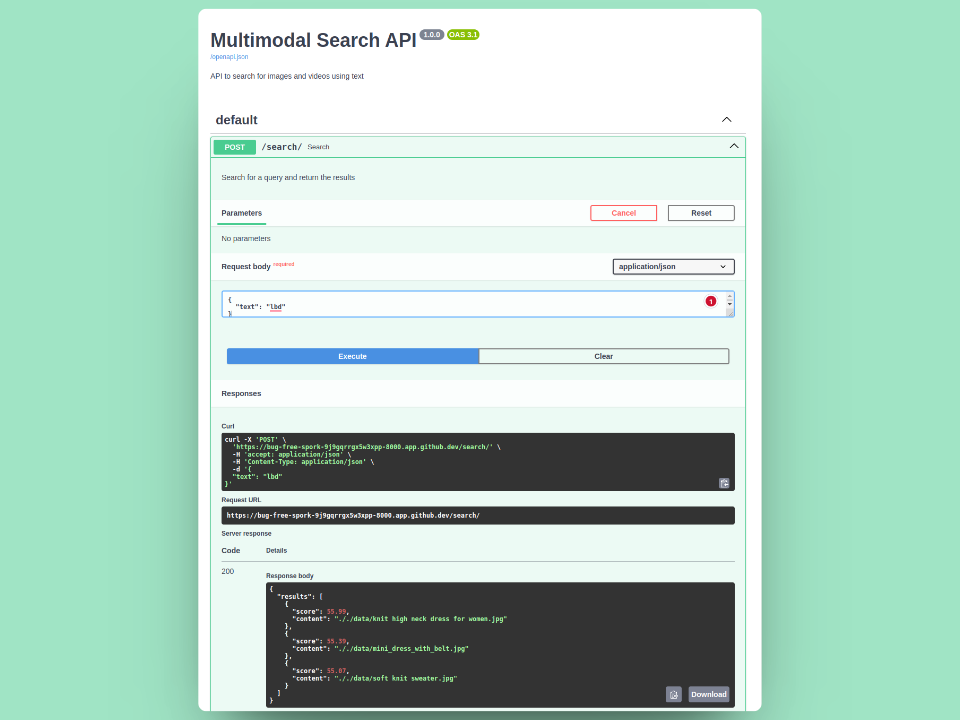 Multimodal Search API 1.0.0 OAS 3.1
/openapi.json
API to search for images and videos using text
default
POST /search/ Search
Search for a query and return the results
Parameters Cancel Reset
No parameters
Request body required application/json
{
"text": "lbd"
}
1
Execute Clear
Responses
Curl
curl -X 'POST' \
'https://bug-free-spork-9j9gqrrgx5w3xpp-8000.app.github.dev/search/' \
-H 'accept: application/json' \
-H 'Content-Type: application/json' \
-d '{
"text": "lbd"
}'
Request URL
https://bug-free-spork-9j9gqrrgx5w3xpp-8000.app.github.dev/search/
Server response
Code Details
200
Response body
{
"results": [
{
"score": 55.99,
"content": "././data/knit high neck dress for women.jpg"
},
{
"score": 55.39,
"content": "././data/mini_dress_with_bolt.jpg"
},
{
"score": 55.07,
"content": "././data/soft knit sweater.jpg"
}
]
}
Download